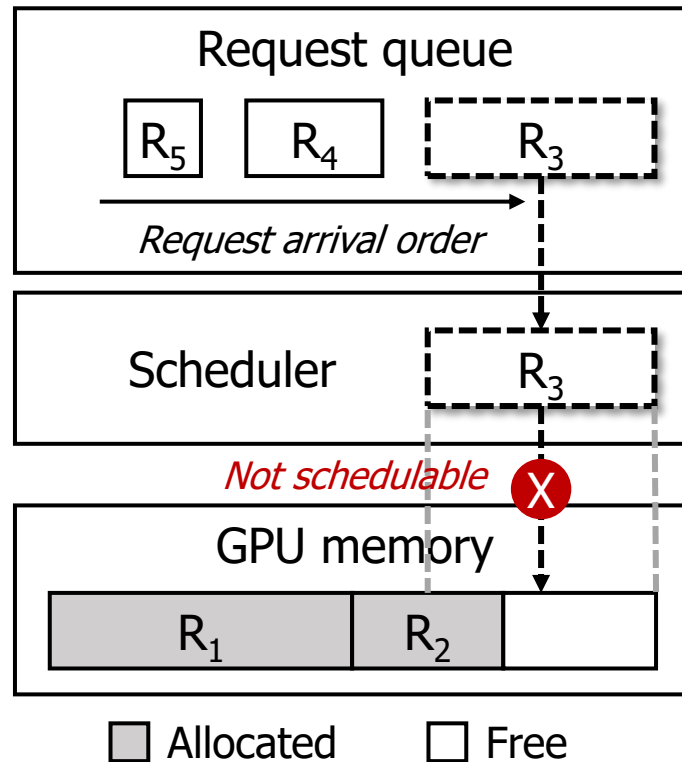 Request queue
R₅ R₄ R₃
Request arrival order
Scheduler R₃
Not schedulable X
GPU memory
R₁ R₂
Allocated Free